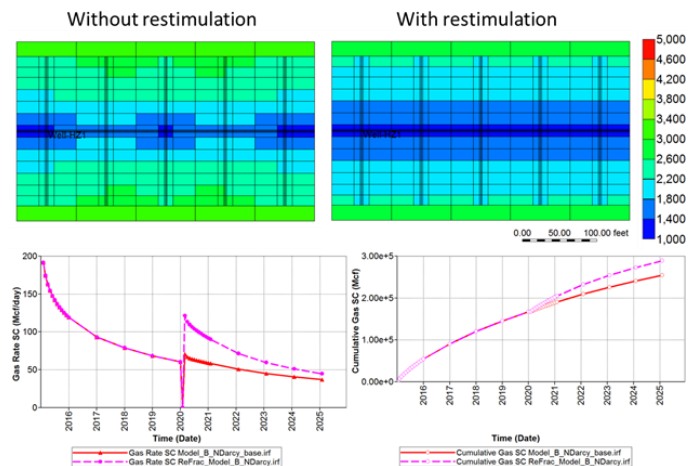 Without restimulation
With restimulation
Well-HZ1
Well-HZ1
5,000
4,600
4,200
3,800
3,400
3,000
2,600
2,200
1,800
1,400
1,000
0.00 50.00 100.00 feet
Gas Rate SC (Mcf/day)
200
150
100
50
0
2016 2017 2018 2019 2020 2021 2022 2023 2024 2025
Time (Date)
Gas Rate SC Model_B_NDarcy_base.irf
Gas Rate SC ReFrac_Model_B_NDarcy.irf
Cumulative Gas SC (Mcf)
3.00e+5
2.00e+5
1.00e+5
0.00e+0
2016 2017 2018 2019 2020 2021 2022 2023 2024 2025
Time (Date)
Cumulative Gas SC Model_B_NDarcy_base.irf
Cumulative Gas SC ReFrac_Model_B_NDarcy.irf